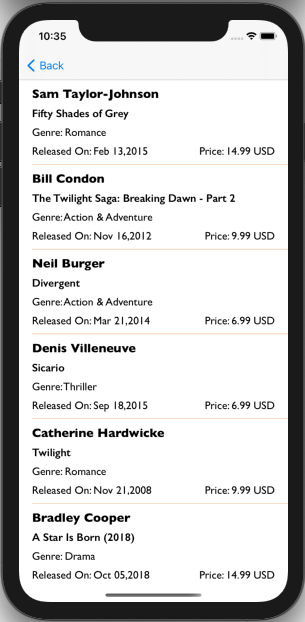 10:35
Back
Sam Taylor-Johnson
Fifty Shades of Grey
Genre: Romance
Released On: Feb 13,2015 Price: 14.99 USD
Bill Condon
The Twilight Saga: Breaking Dawn - Part 2
Genre:Action & Adventure
Released On: Nov 16,2012 Price: 9.99 USD
Neil Burger
Divergent
Genre:Action & Adventure
Released On: Mar 21,2014 Price: 6.99 USD
Denis Villeneuve
Sicario
Genre:Thriller
Released On: Sep 18,2015 Price: 6.99 USD
Catherine Hardwicke
Twilight
Genre: Romance
Released On: Nov 21,2008 Price: 9.99 USD
Bradley Cooper
A Star Is Born (2018)
Genre: Drama
Released On: Oct 05,2018 Price: 14.99 USD